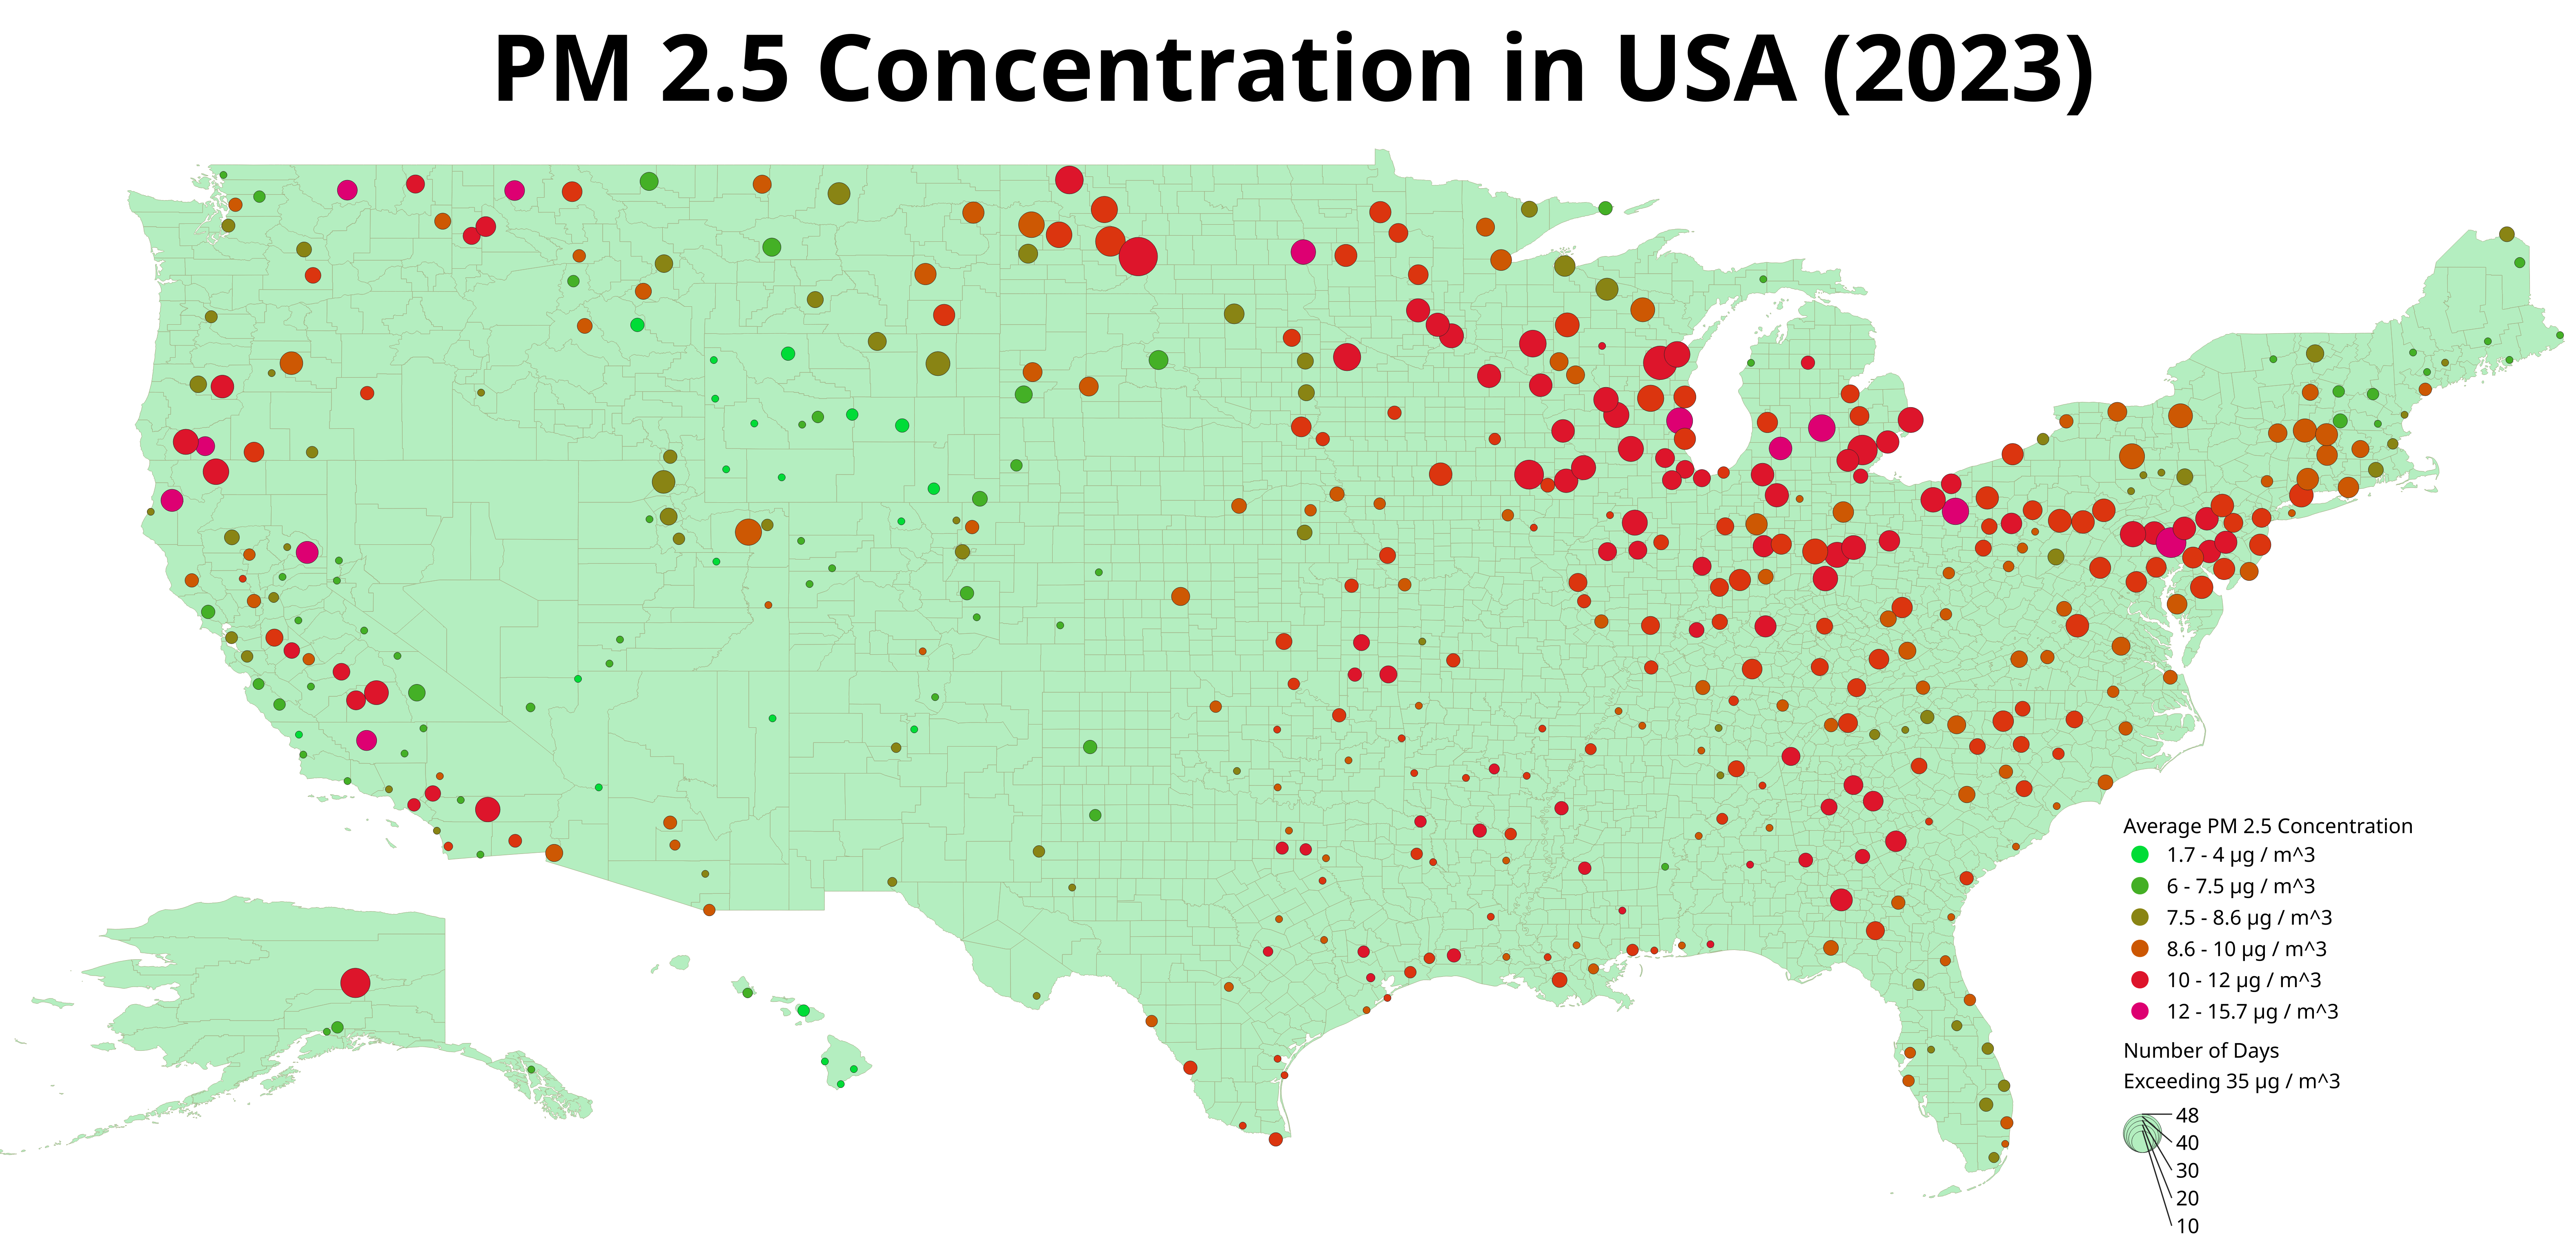 PM 2.5 Concentration in USA (2023)
Average PM 2.5 Concentration
1.7 - 4 µg / m^3
6 - 7.5 µg / m^3
7.5 - 8.6 µg / m^3
8.6 - 10 µg / m^3
10 - 12 µg / m^3
12 - 15.7 µg / m^3
Number of Days
Exceeding 35 µg / m^3
48
40
30
20
10